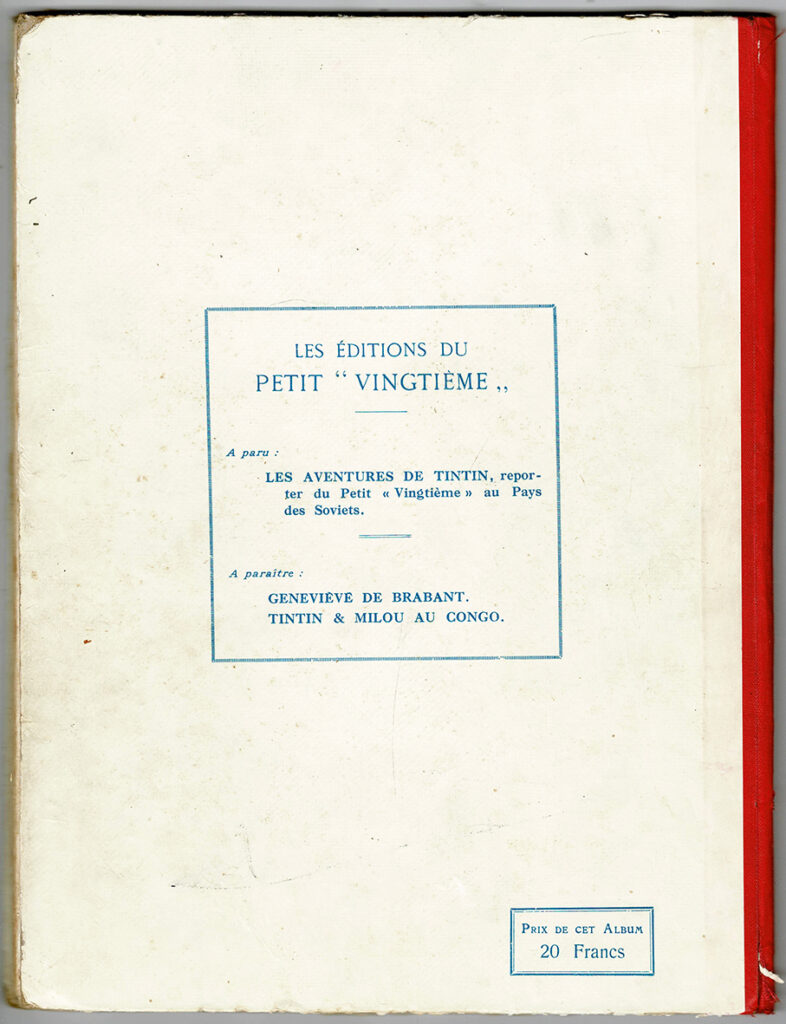 LES ÉDITIONS DU
PETIT “ VINGTIÈME „
A paru :
LES AVENTURES DE TINTIN, repor-
ter du Petit « Vingtième » au Pays
des Soviets.
A paraître :
GENEVIÈVE DE BRABANT.
TINTIN & MILOU AU CONGO.
PRIX DE CET ALBUM
20 Francs